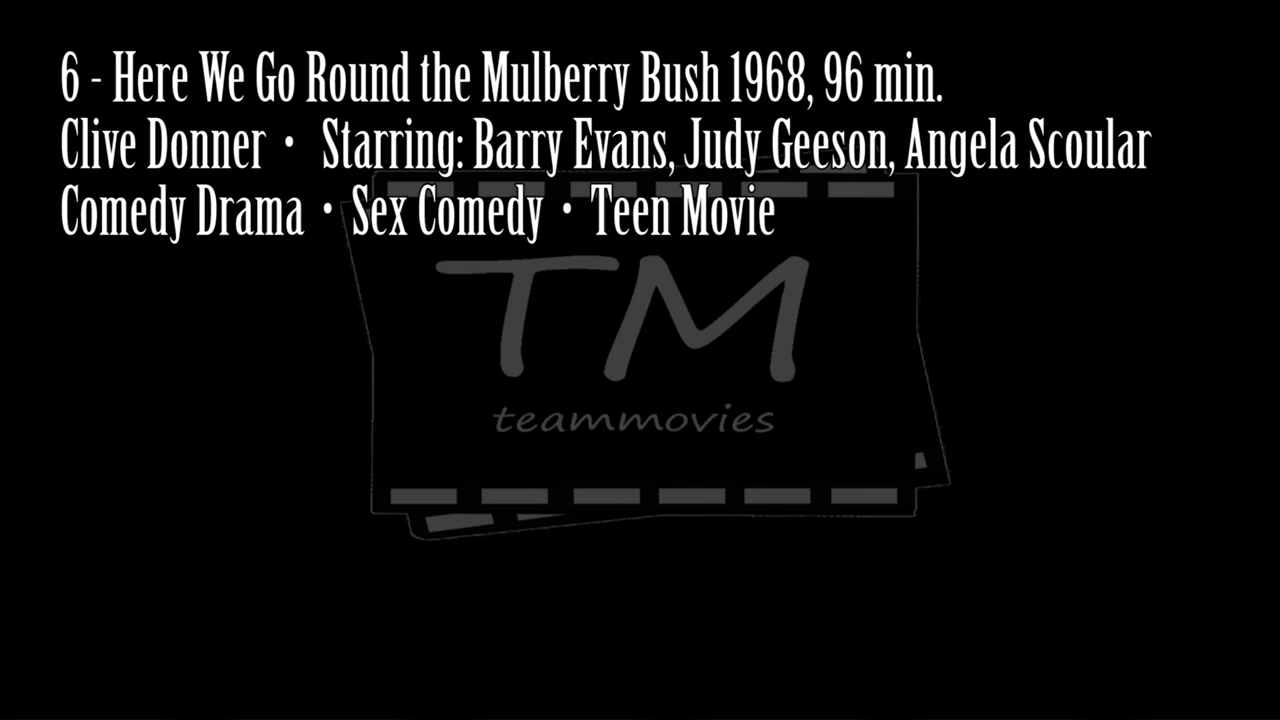 6 - Here We Go Round the Mulberry Bush 1968, 96 min.
Clive Donner • Starring: Barry Evans, Judy Geeson, Angela Scoular
Comedy Drama • Sex Comedy • Teen Movie
TM
teammovies